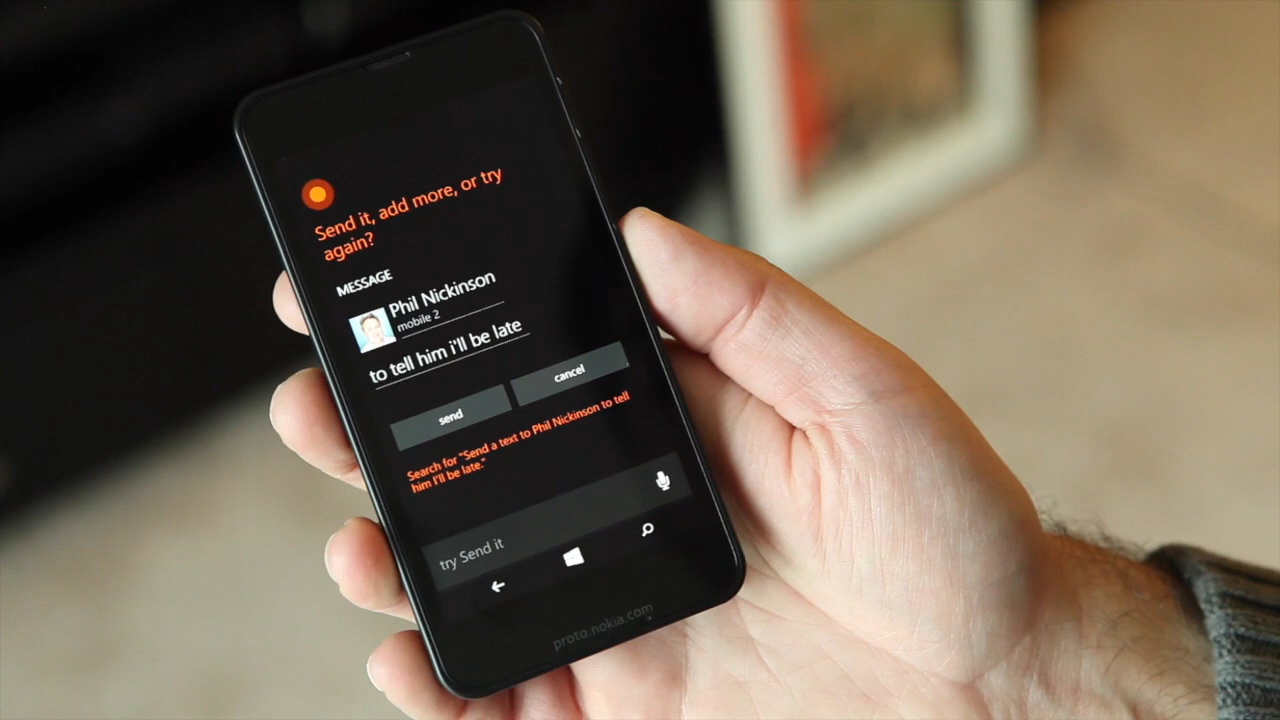 Send it, add more, or try
again?
MESSAGE
Phil Nickinson
mobile 2
to tell him i'll be late
send
cancel
Search for "Send a text to Phil Nickinson to tell
him I'll be late."
try Send it
proto.nokia.com